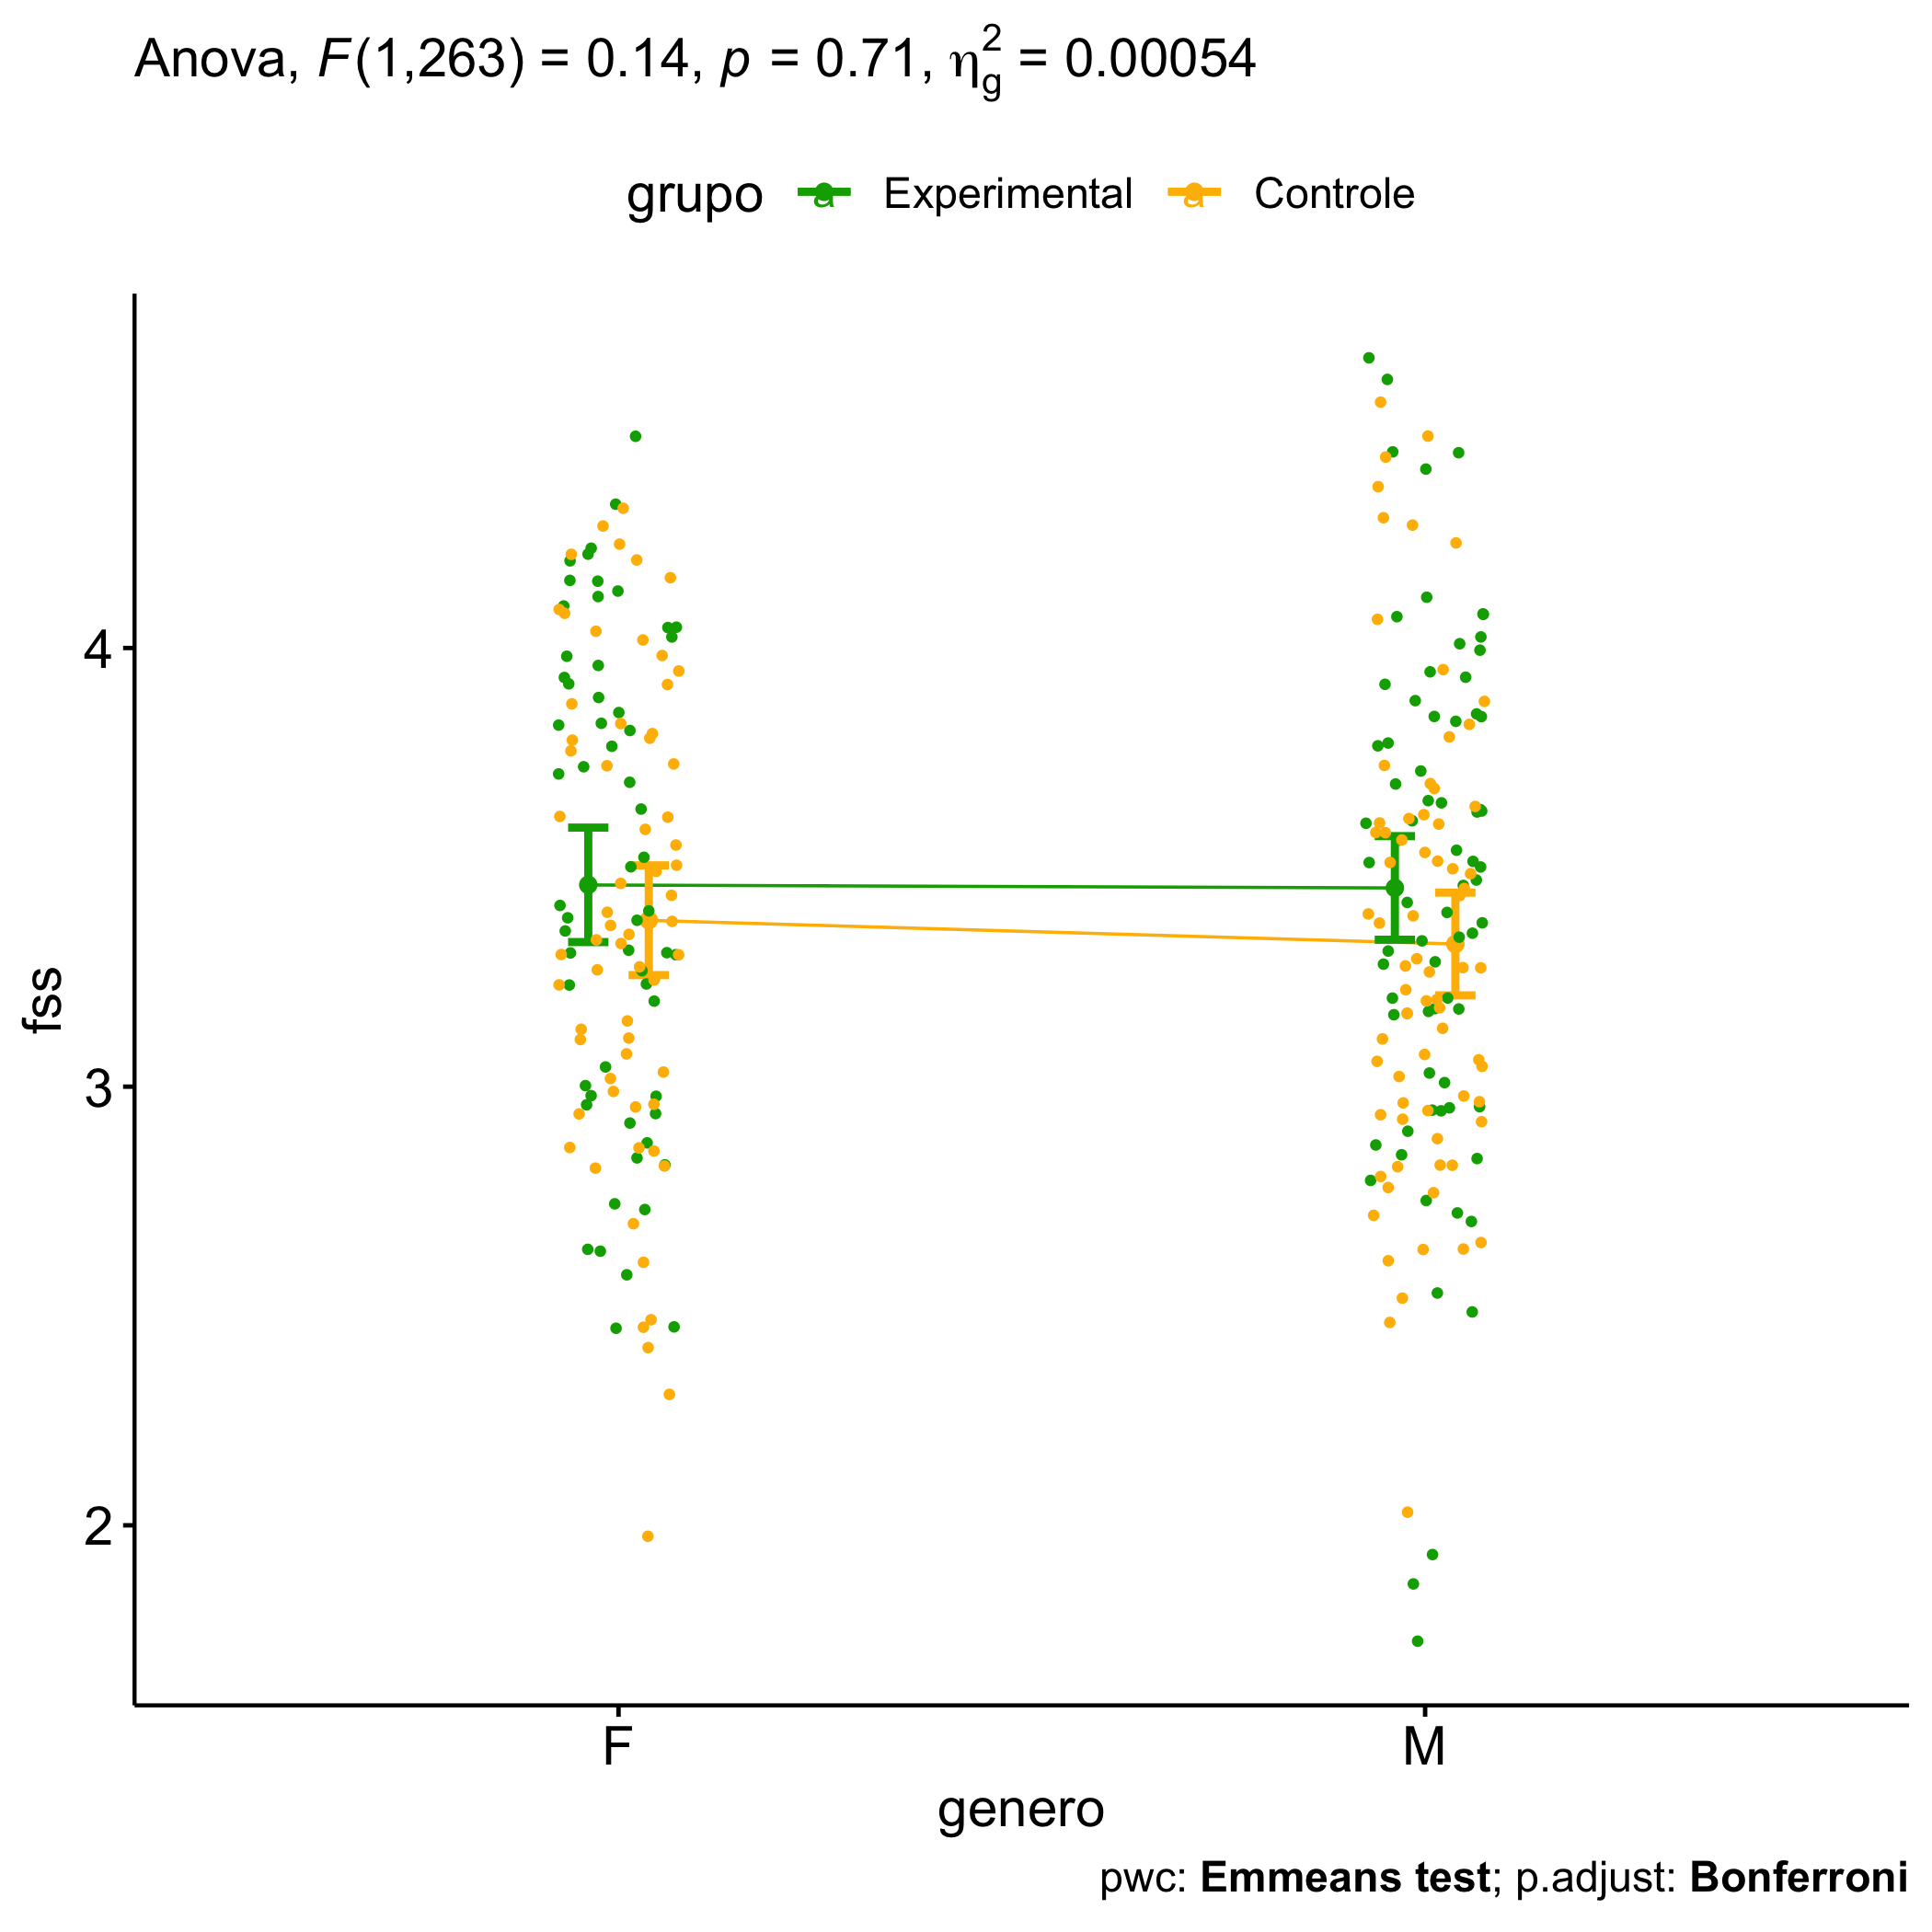 Anova, F(1,263) = 0.14, p = 0.71, η²g = 0.00054
grupo a Experimental a Controle
4
3
2
fss
F M
genero
pwc: Emmeans test; p.adjust: Bonferroni